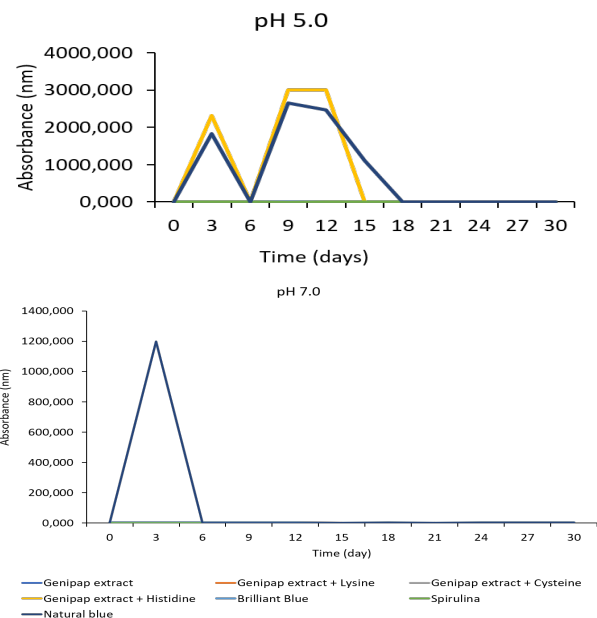 pH 5.0
Absorbance (nm)
4000,000
3000,000
2000,000
1000,000
0,000
0 3 6 9 12 15 18 21 24 27 30
Time (days)
pH 7.0
Absorbance (nm)
1400,000
1200,000
1000,000
800,000
600,000
400,000
200,000
0,000
0 3 6 9 12 15 18 21 24 27 30
Time (day)
Genipap extract Genipap extract + Lysine Genipap extract + Cysteine
Genipap extract + Histidine Brilliant Blue Spirulina
Natural blue